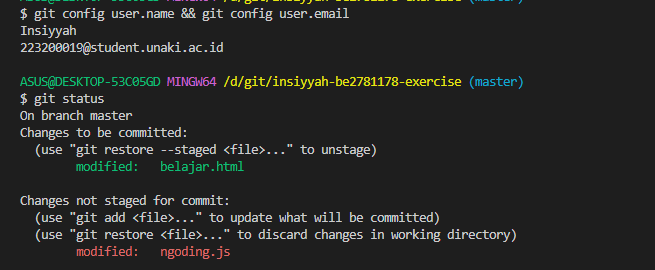 $ git config user.name && git config user.email
Insiyyah
223200019@student.unaki.ac.id
ASUS@DESKTOP-53C05GD MINGW64 /d/git/insiyyah-be2781178-exercise (master)
$ git status
On branch master
Changes to be committed:
  (use "git restore --staged <file>..." to unstage)
        modified:   belajar.html

Changes not staged for commit:
  (use "git add <file>..." to update what will be committed)
  (use "git restore <file>..." to discard changes in working directory)
        modified:   ngoding.js